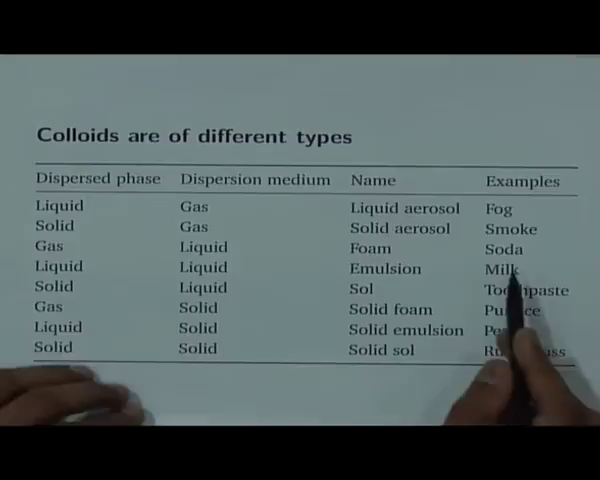 Colloids are of different types
Dispersed phase Dispersion medium Name Examples
Liquid Gas Liquid aerosol Fog
Solid Gas Solid aerosol Smoke
Gas Liquid Foam Soda
Liquid Liquid Emulsion Milk
Solid Liquid Sol Toothpaste
Gas Solid Solid foam
Liquid Solid Solid emulsion
Solid Solid Solid sol